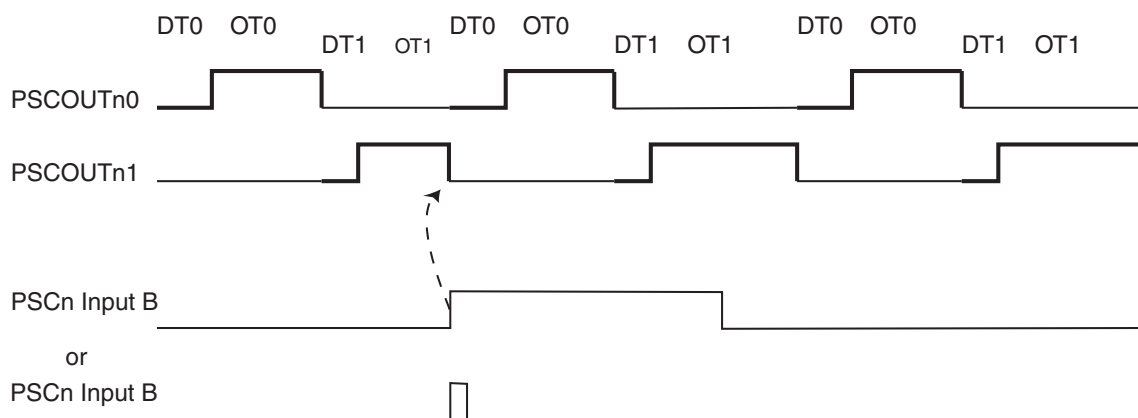 DT0 OT0 DT0 OT0 DT0 OT0
DT1 OT1 DT1 OT1 DT1 OT1
PSCOUTn0
PSCOUTn1
PSCn Input B
or
PSCn Input B